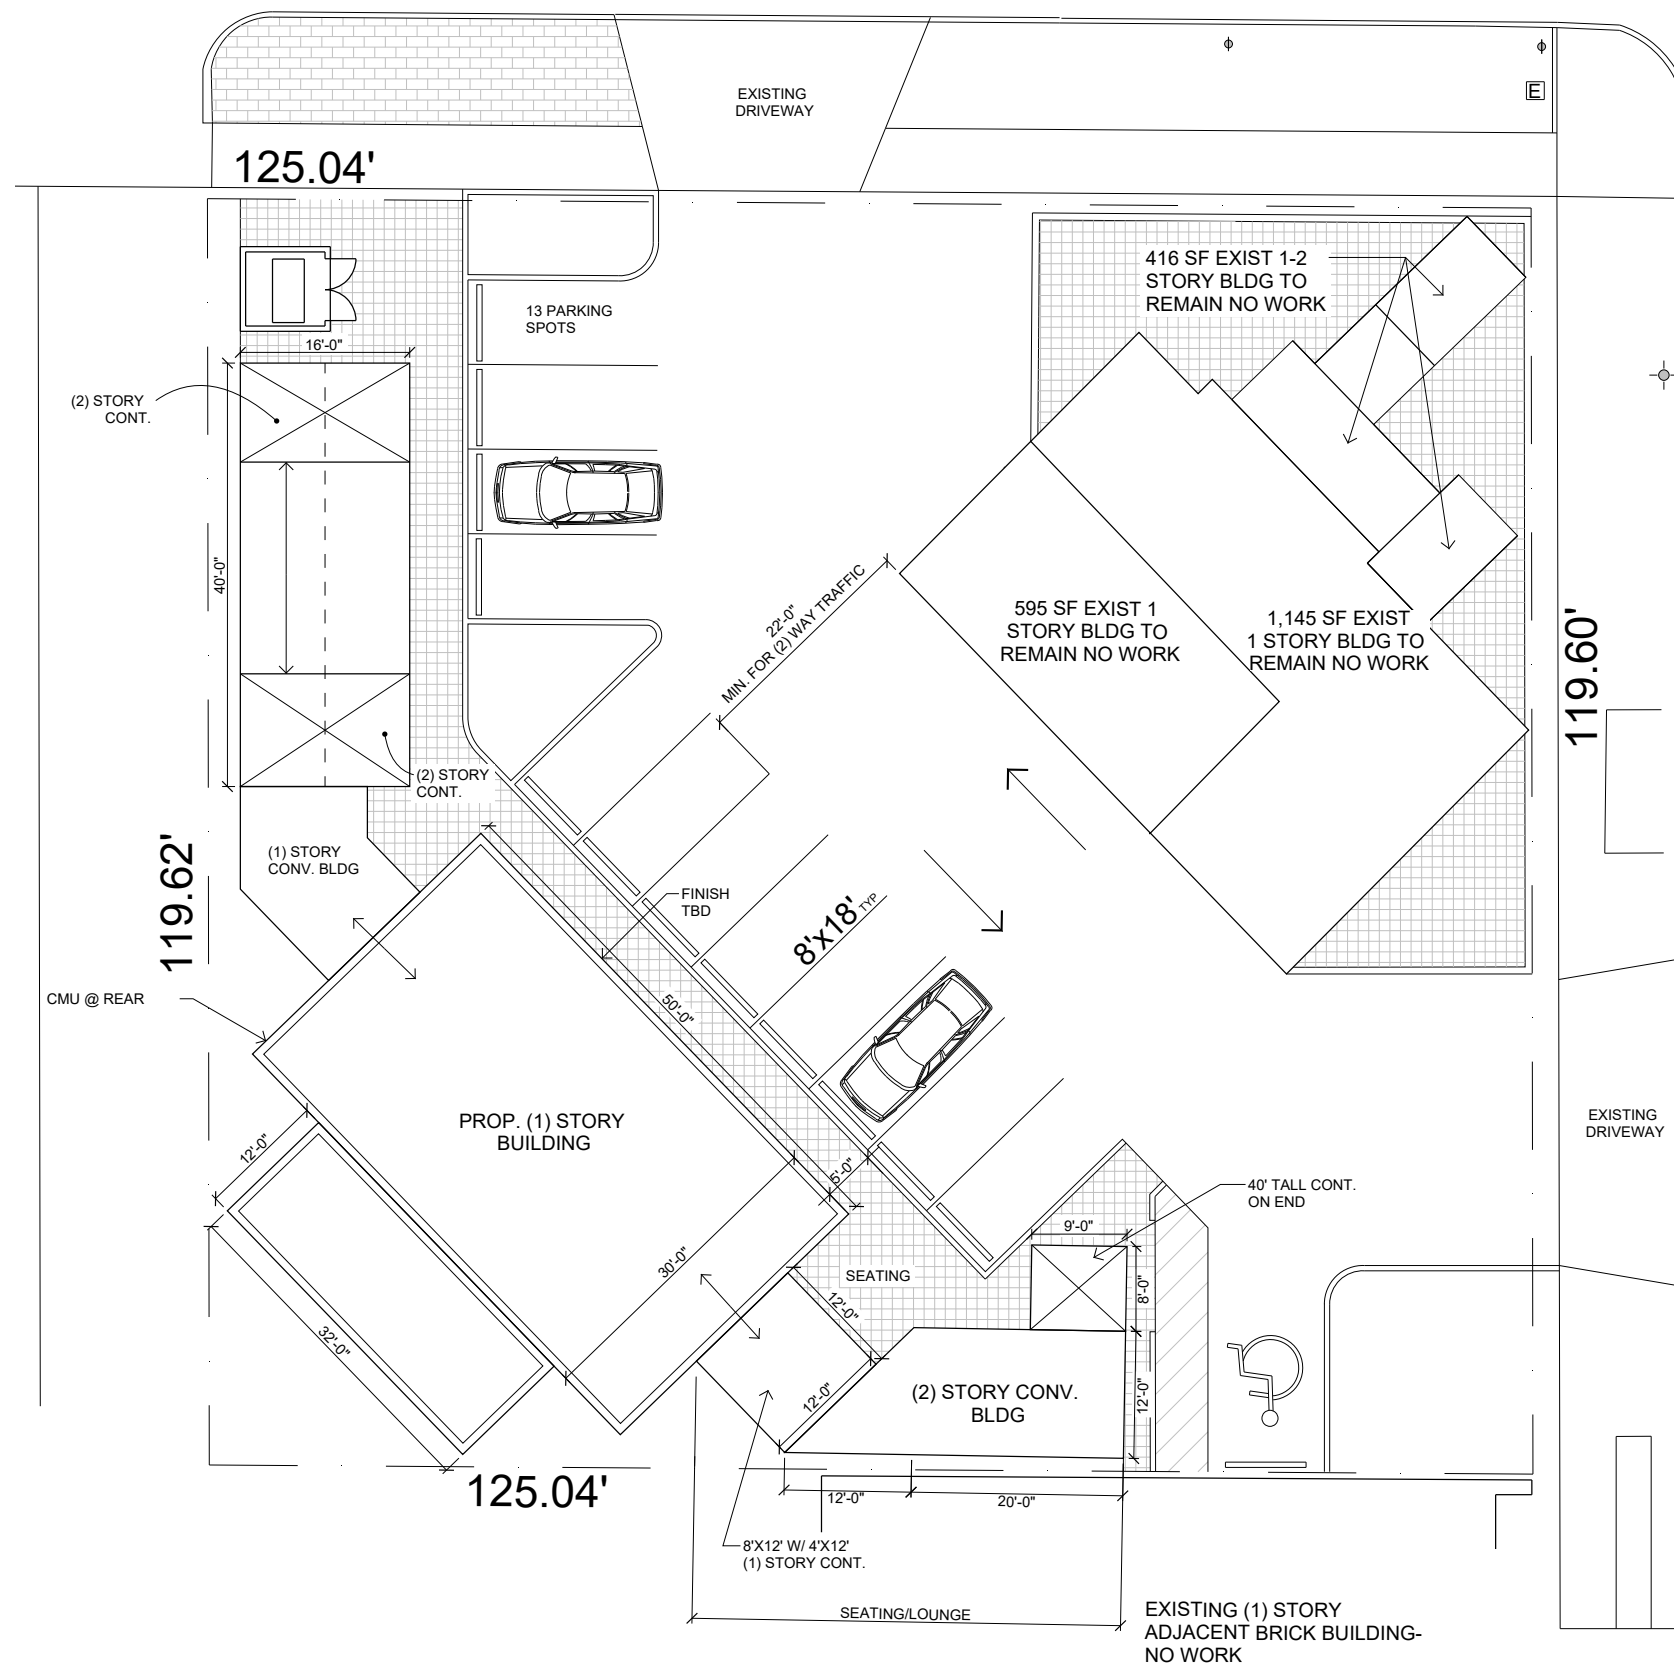 EXISTING
DRIVEWAY
E
125.04'
416 SF EXIST 1-2
STORY BLDG TO
REMAIN NO WORK
13 PARKING
SPOTS
16'-0"
(2) STORY
CONT.
40'-0"
22'-0"
MIN. FOR (2) WAY TRAFFIC
595 SF EXIST 1
STORY BLDG TO
REMAIN NO WORK
1,145 SF EXIST
1 STORY BLDG TO
REMAIN NO WORK
119.60'
(2) STORY
CONT.
119.62'
(1) STORY
CONV. BLDG
FINISH
TBD
8'x18' TYP
CMU @ REAR
50'-0"
PROP. (1) STORY
BUILDING
EXISTING
DRIVEWAY
12'-0"
5'-0"
40' TALL CONT.
ON END
9'-0"
30'-0"
SEATING
8'-0"
12'-0"
32'-0"
12'-0"
(2) STORY CONV.
BLDG
12'-0"
125.04'
12'-0"
20'-0"
8'X12' W/ 4'X12'
(1) STORY CONT.
SEATING/LOUNGE
EXISTING (1) STORY
ADJACENT BRICK BUILDING-
NO WORK